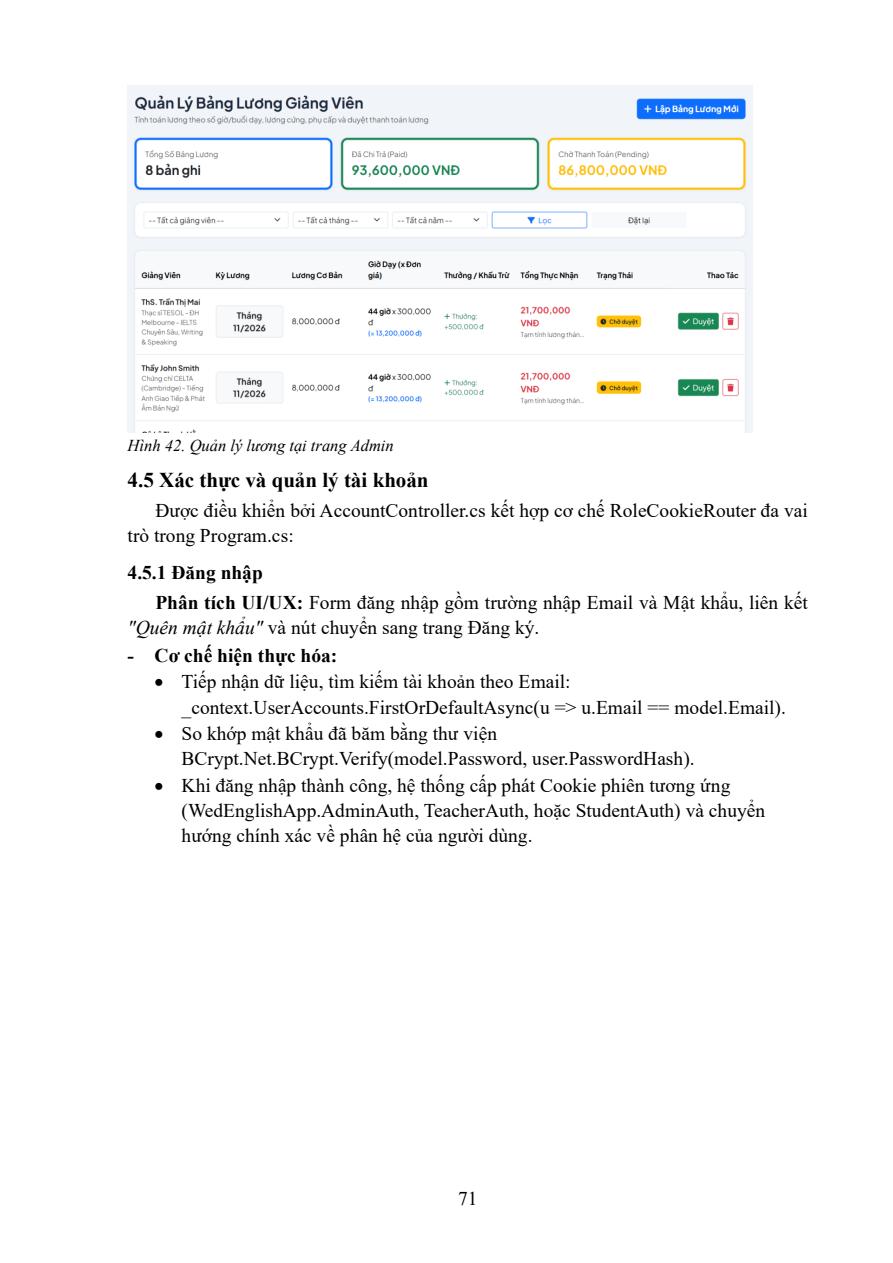 Quản Lý Bảng Lương Giảng Viên
Tính toán lương theo số giờ/buổi dạy, lương cứng, phụ cấp và duyệt thanh toán lương
+ Lập Bảng Lương Mới
Tổng Số Bảng Lương
8 bản ghi
Đã Chi Trả (Paid)
93,600,000 VNĐ
Chờ Thanh Toán (Pending)
86,800,000 VNĐ
-- Tất cả giảng viên --
-- Tất cả tháng --
-- Tất cả năm --
Lọc
Đặt lại
Giảng Viên
Kỳ Lương
Lương Cơ Bản
Giờ Dạy (x Đơn
giá)
Thưởng / Khấu Trừ
Tổng Thực Nhận
Trạng Thái
Thao Tác
ThS. Trần Thị Mai
Thạc sĩ TESOL - ĐH
Melbourne - IELTS
Chuyên Sâu, Writing
& Speaking
Tháng
11/2026
8,000,000 đ
44 giờ x 300,000
đ
(= 13,200,000 đ)
+ Thưởng:
+500,000 đ
21,700,000
VNĐ
Tạm tính lương thán...
Chờ duyệt
Duyệt
Thầy John Smith
Chứng chỉ CELTA
(Cambridge) - Tiếng
Anh Giao Tiếp & Phát
Âm Bản Ngữ
Tháng
11/2026
8,000,000 đ
44 giờ x 300,000
đ
(= 13,200,000 đ)
+ Thưởng:
+500,000 đ
21,700,000
VNĐ
Tạm tính lương thán...
Chờ duyệt
Duyệt
Hình 42. Quản lý lương tại trang Admin
4.5 Xác thực và quản lý tài khoản
Được điều khiển bởi AccountController.cs kết hợp cơ chế RoleCookieRouter đa vai
trò trong Program.cs:
4.5.1 Đăng nhập
Phân tích UI/UX: Form đăng nhập gồm trường nhập Email và Mật khẩu, liên kết
"Quên mật khẩu" và nút chuyển sang trang Đăng ký.
- Cơ chế hiện thực hóa:
• Tiếp nhận dữ liệu, tìm kiếm tài khoản theo Email:
_context.UserAccounts.FirstOrDefaultAsync(u => u.Email == model.Email).
• So khớp mật khẩu đã băm bằng thư viện
BCrypt.Net.BCrypt.Verify(model.Password, user.PasswordHash).
• Khi đăng nhập thành công, hệ thống cấp phát Cookie phiên tương ứng
(WedEnglishApp.AdminAuth, TeacherAuth, hoặc StudentAuth) và chuyển
hướng chính xác về phân hệ của người dùng.
71